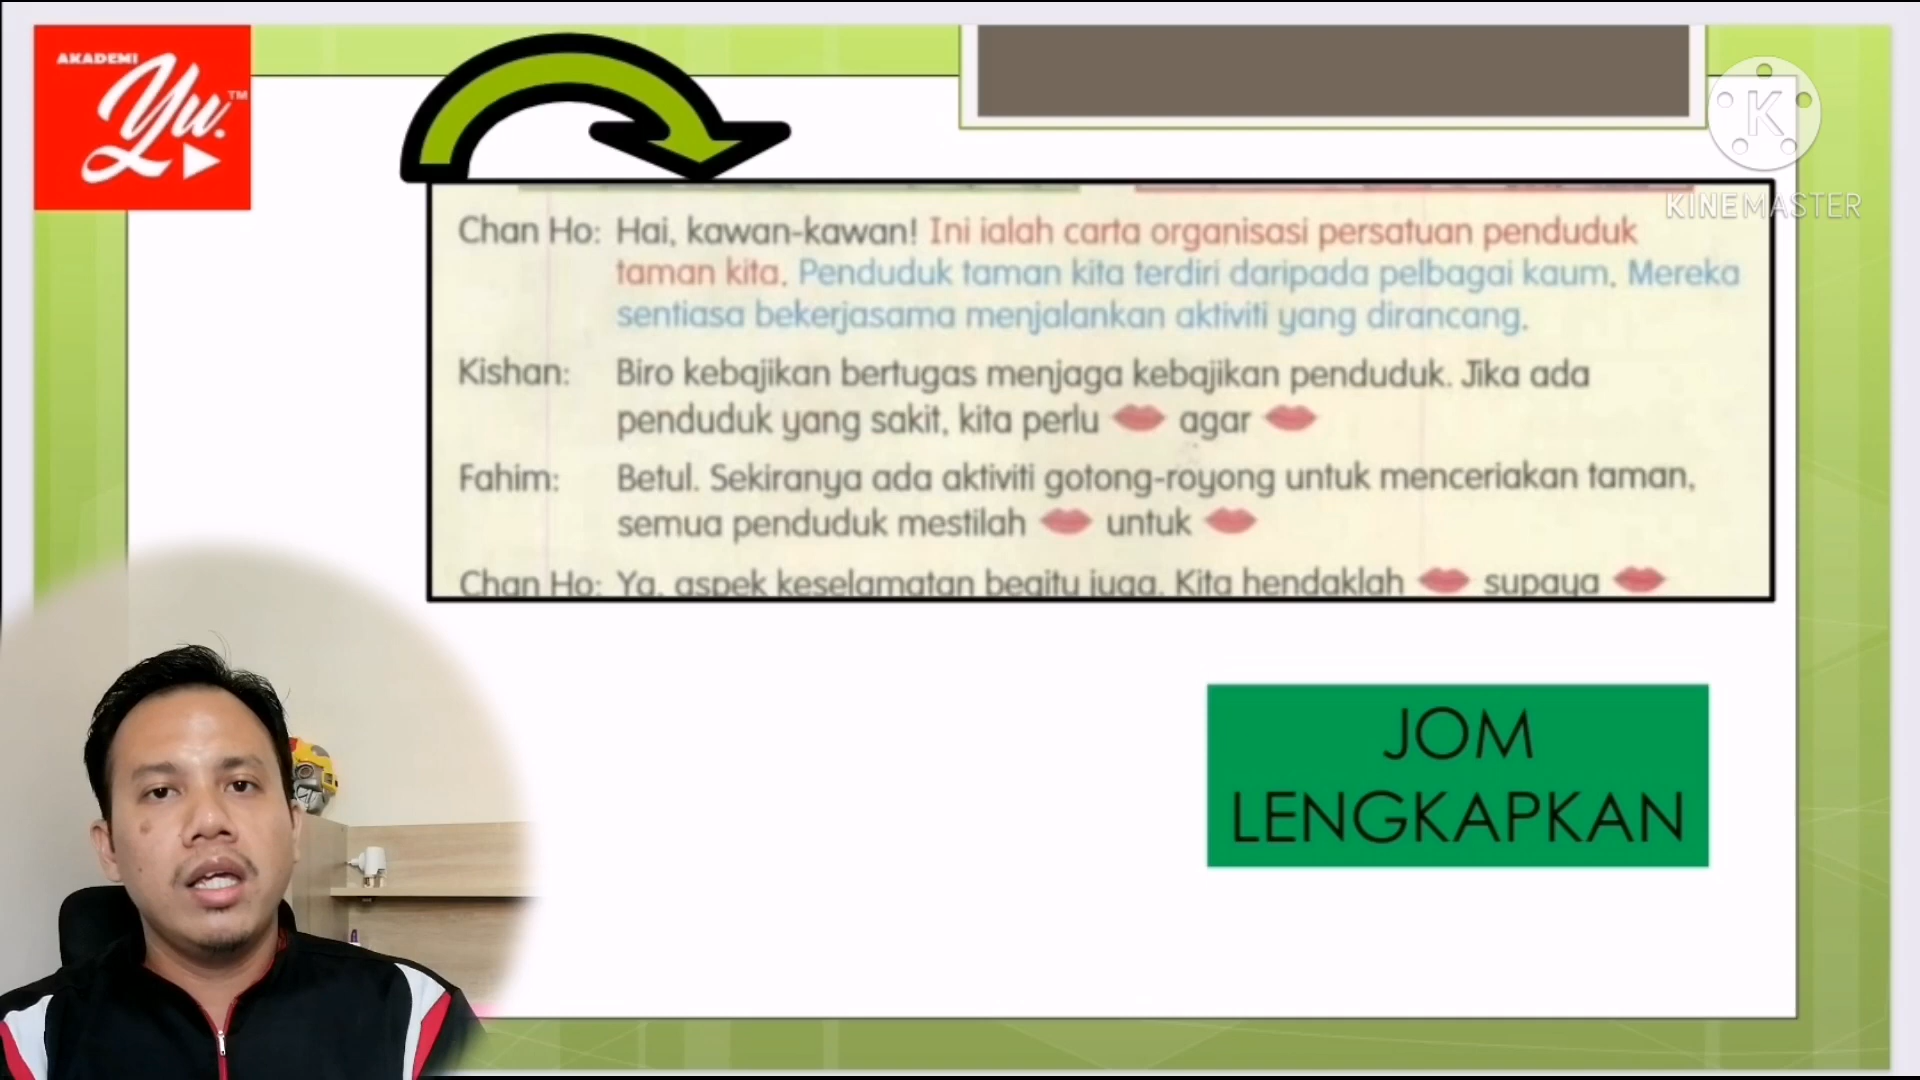 AKADEMI
Yu.
TM
K
KINEMASTER
Chan Ho: Hai, kawan-kawan! Ini ialah carta organisasi persatuan penduduk
taman kita. Penduduk taman kita terdiri daripada pelbagai kaum. Mereka
sentiasa bekerjasama menjalankan aktiviti yang dirancang.
Kishan: Biro kebajikan bertugas menjaga kebajikan penduduk. Jika ada
penduduk yang sakit, kita perlu agar
Fahim: Betul. Sekiranya ada aktiviti gotong-royong untuk menceriakan taman,
semua penduduk mestilah untuk
Chan Ho: Ya, aspek keselamatan begitu juga. Kita hendaklah supaya
JOM
LENGKAPKAN